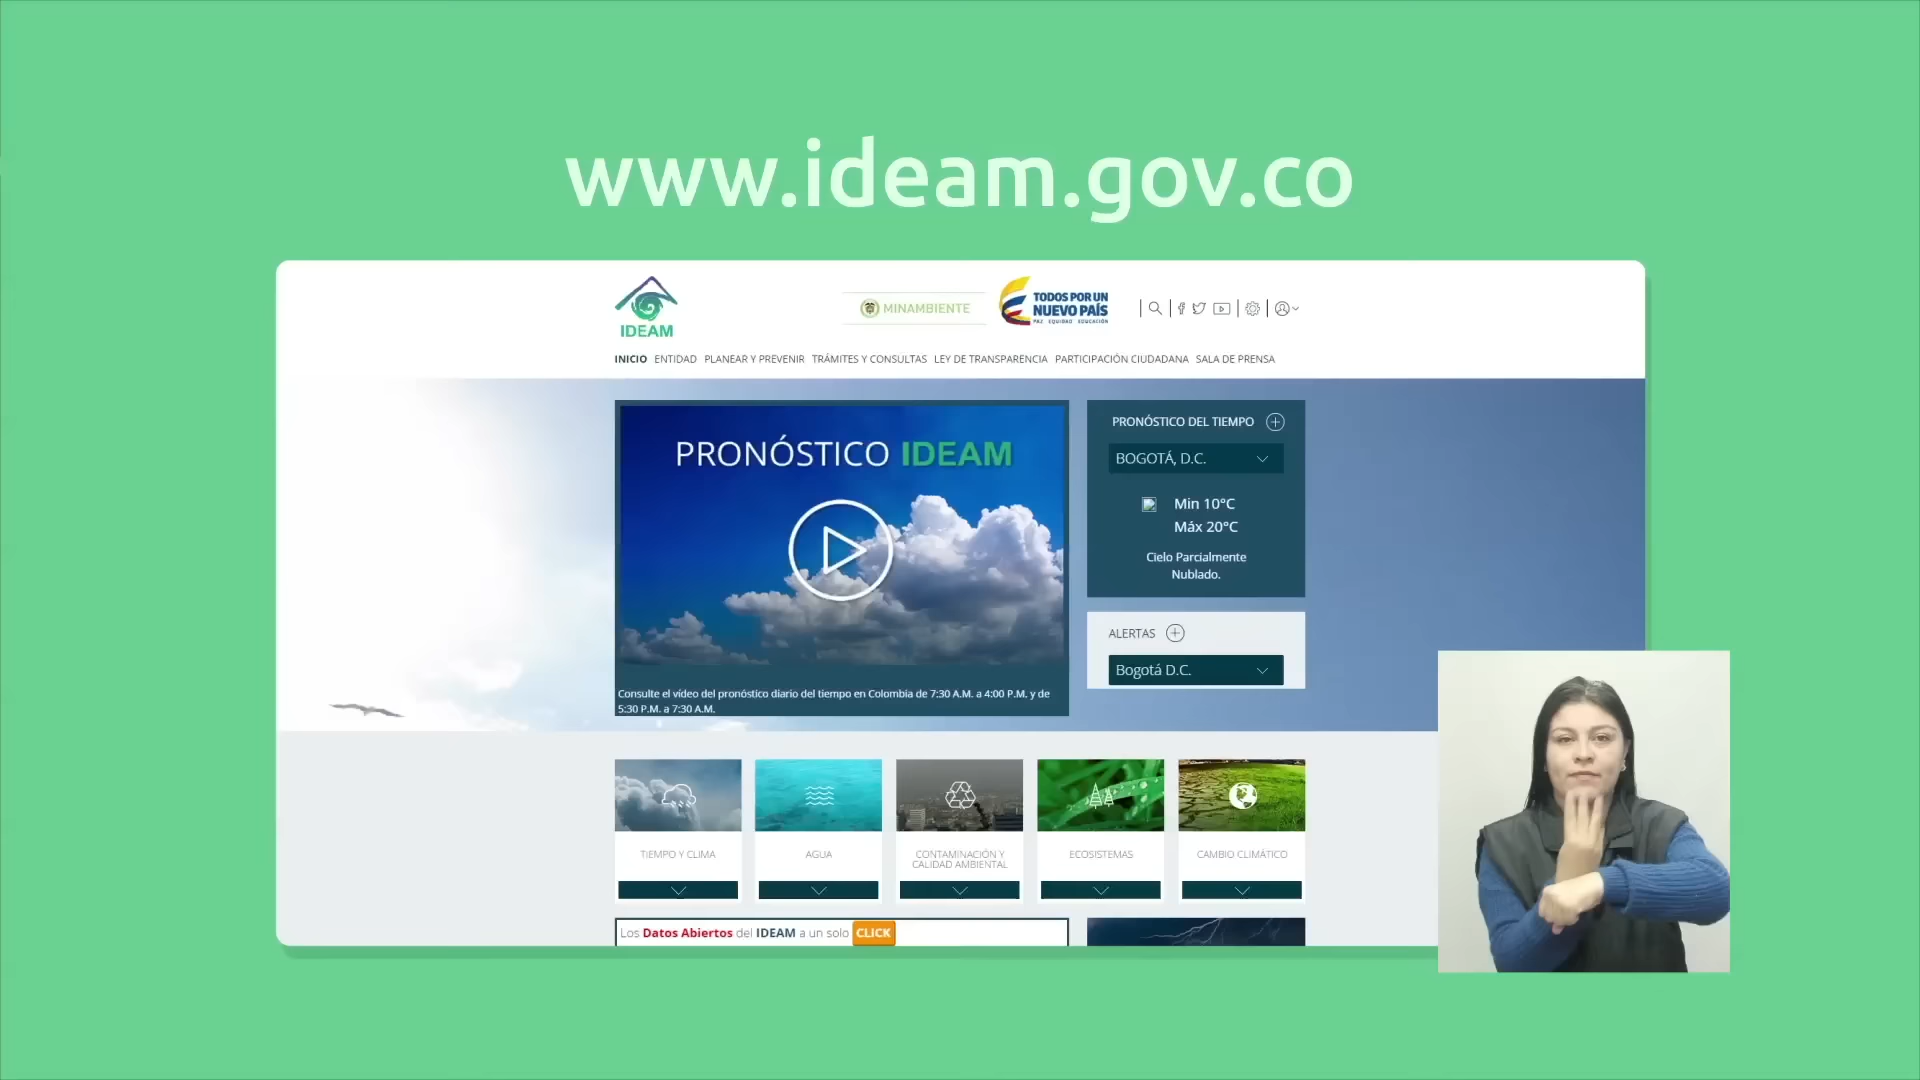 www.ideam.gov.co
IDEAM
MINAMBIENTE
TODOS POR UN
NUEVO PAÍS
PAZ EQUIDAD EDUCACIÓN
INICIO ENTIDAD PLANEAR Y PREVENIR TRÁMITES Y CONSULTAS LEY DE TRANSPARENCIA PARTICIPACIÓN CIUDADANA SALA DE PRENSA
PRONÓSTICO IDEAM
Consulte el vídeo del pronóstico diario del tiempo en Colombia de 7:30 A.M. a 4:00 P.M. y de
5:30 P.M. a 7:30 A.M.
PRONÓSTICO DEL TIEMPO
BOGOTÁ, D.C.
Min 10°C
Máx 20°C
Cielo Parcialmente
Nublado.
ALERTAS
Bogotá D.C.
TIEMPO Y CLIMA
AGUA
CONTAMINACIÓN Y
CALIDAD AMBIENTAL
ECOSISTEMAS
CAMBIO CLIMÁTICO
Los Datos Abiertos del IDEAM a un solo CLICK